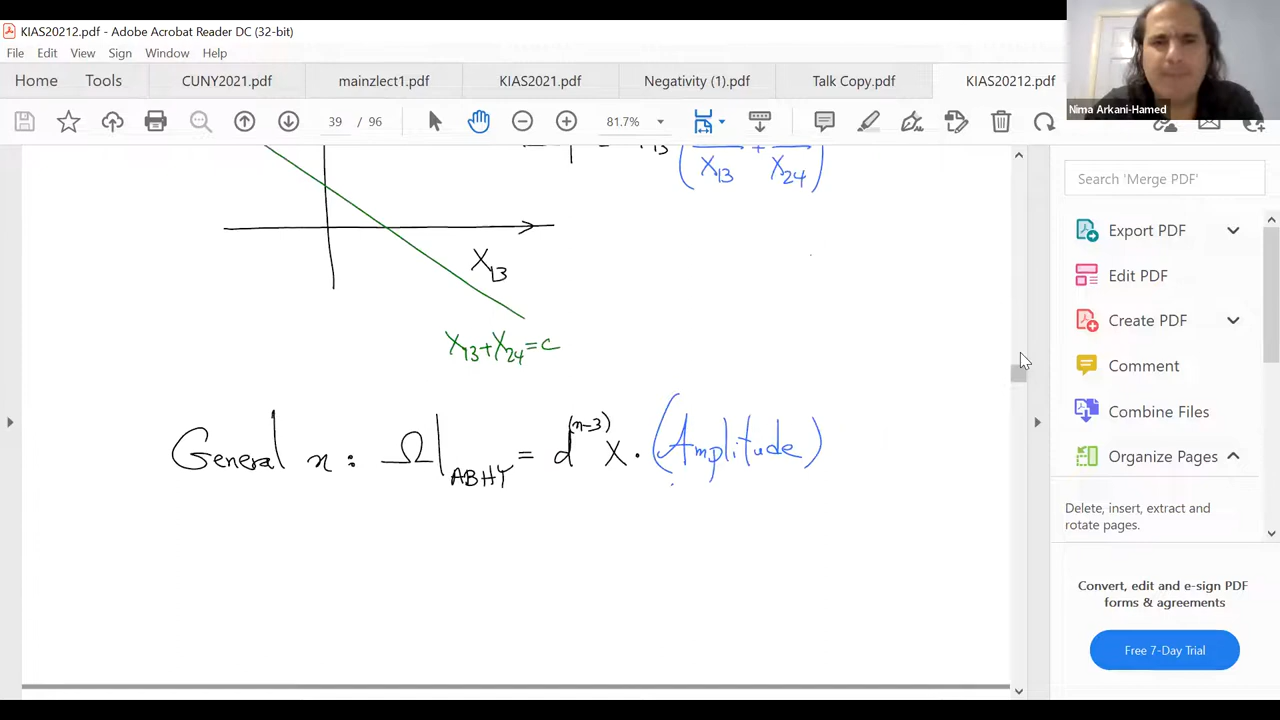 KIAS20212.pdf - Adobe Acrobat Reader DC (32-bit)
File Edit View Sign Window Help
Home Tools CUNY2021.pdf mainzlect1.pdf KIAS2021.pdf Negativity (1).pdf Talk Copy.pdf KIAS20212.pdf
Nima Arkani-Hamed
39 / 96 81.7%
X13 + X24
X13
X13+X24=c
General n: Ω|ABHY = d^(n-3) X · (Amplitude)
Search 'Merge PDF'
Export PDF
Edit PDF
Create PDF
Comment
Combine Files
Organize Pages
Delete, insert, extract and
rotate pages.
Convert, edit and e-sign PDF
forms & agreements
Free 7-Day Trial